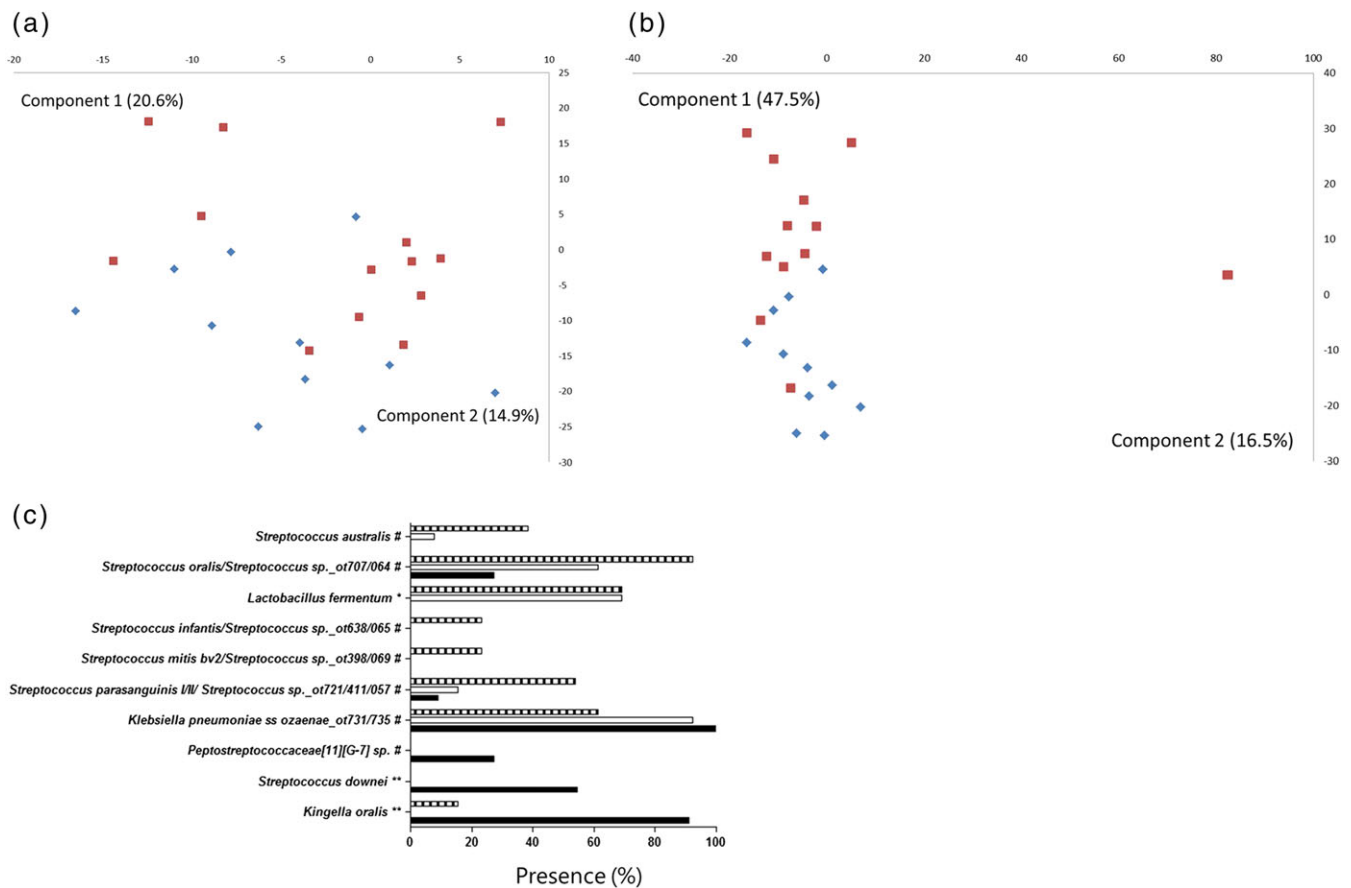 (a)
-20 -15 -10 -5 0 5 10
25
Component 1 (20.6%)
20
15
10
5
0
-5
-10
-15
-20
Component 2 (14.9%)
-25
-30
(b)
-40 -20 0 20 40 60 80 100
40
Component 1 (47.5%)
30
20
10
0
-10
-20
Component 2 (16.5%)
-30
(c)
Streptococcus australis #
Streptococcus oralis/Streptococcus sp._ot707/064 #
Lactobacillus fermentum *
Streptococcus infantis/Streptococcus sp._ot638/065 #
Streptococcus mitis bv2/Streptococcus sp._ot398/069 #
Streptococcus parasanguinis I/II/ Streptococcus sp._ot721/411/057 #
Klebsiella pneumoniae ss ozaenae_ot731/735 #
Peptostreptococcaceae[11][G-7] sp. #
Streptococcus downei **
Kingella oralis **
0 20 40 60 80 100
Presence (%)